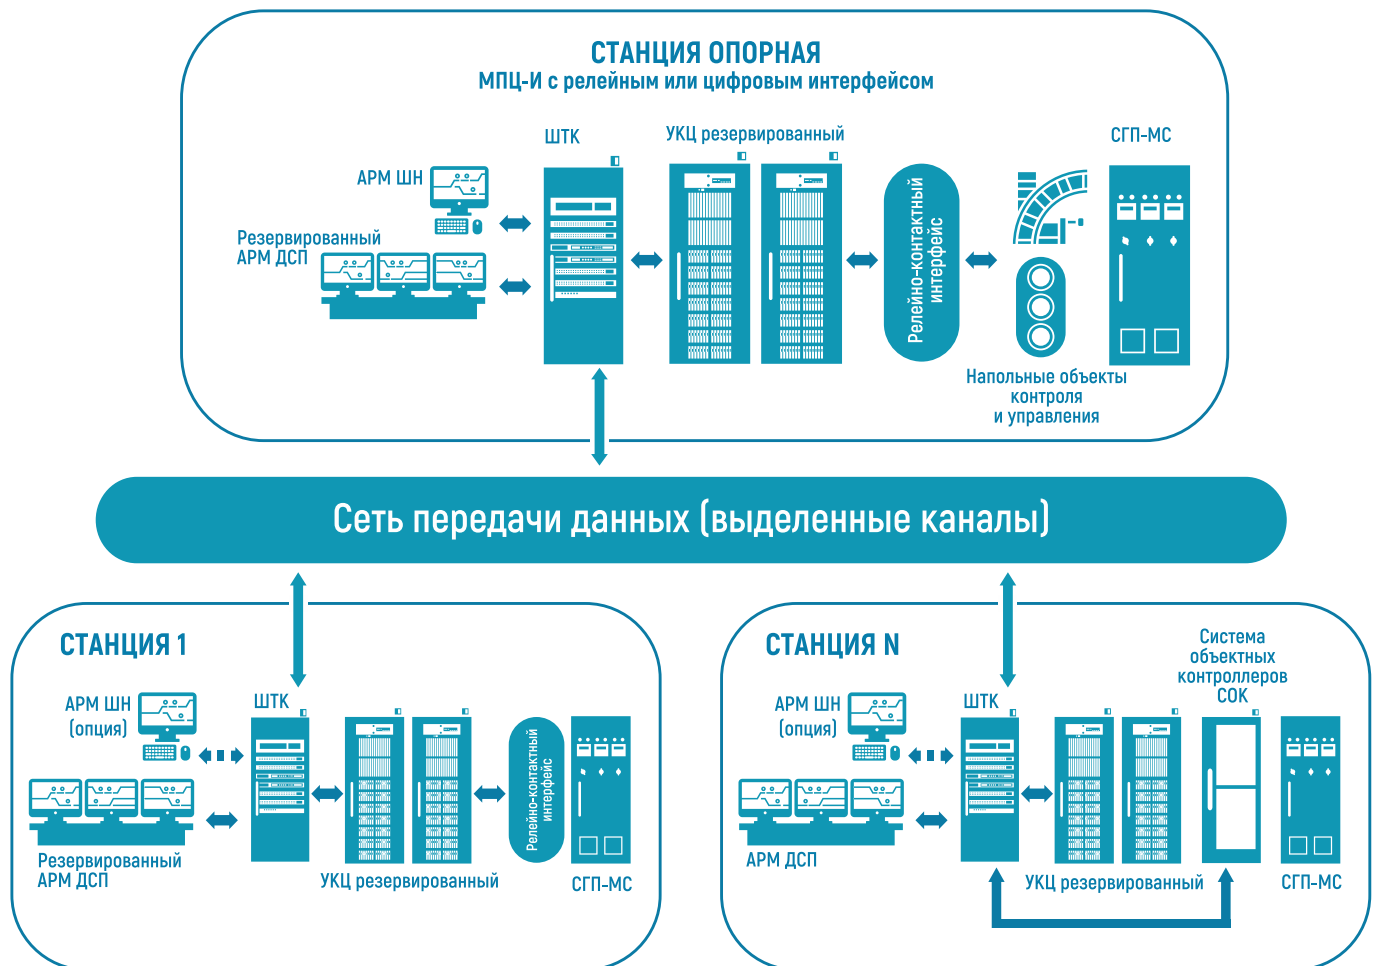 СТАНЦИЯ ОПОРНАЯ
МПЦ-И с релейным или цифровым интерфейсом
ШТК
УКЦ резервированный
СГП-МС
АРМ ШН
Резервированный
АРМ ДСП
Релейно-контактный
интерфейс
Напольные объекты
контроля
и управления
Сеть передачи данных (выделенные каналы)
СТАНЦИЯ 1
АРМ ШН
(опция)
ШТК
Релейно-контактный
интерфейс
Резервированный
АРМ ДСП
УКЦ резервированный
СГП-МС
СТАНЦИЯ N
Система
объектных
контроллеров
СОК
АРМ ШН
(опция)
ШТК
АРМ ДСП
УКЦ резервированный
СГП-МС